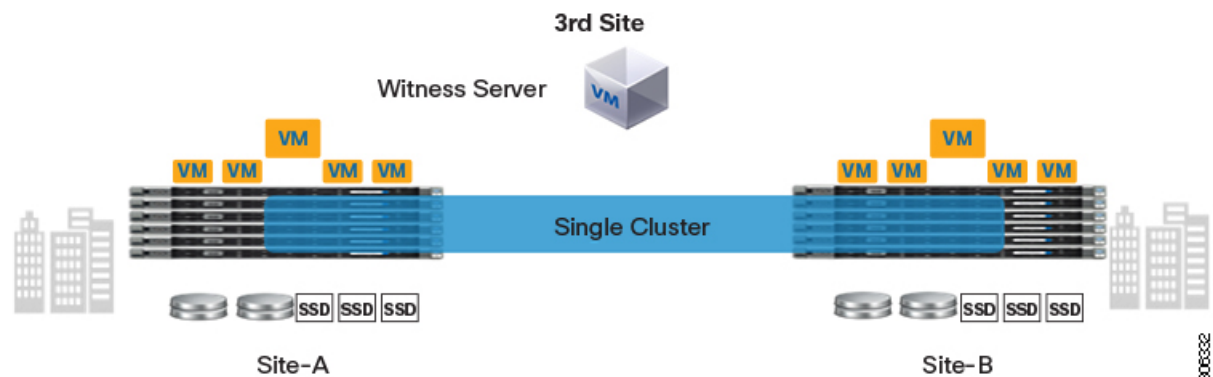 3rd Site
Witness Server
VM
VM
VM
VM VM VM VM
VM VM VM VM
Single Cluster
SSD SSD SSD
SSD SSD SSD
Site-A
Site-B
306332